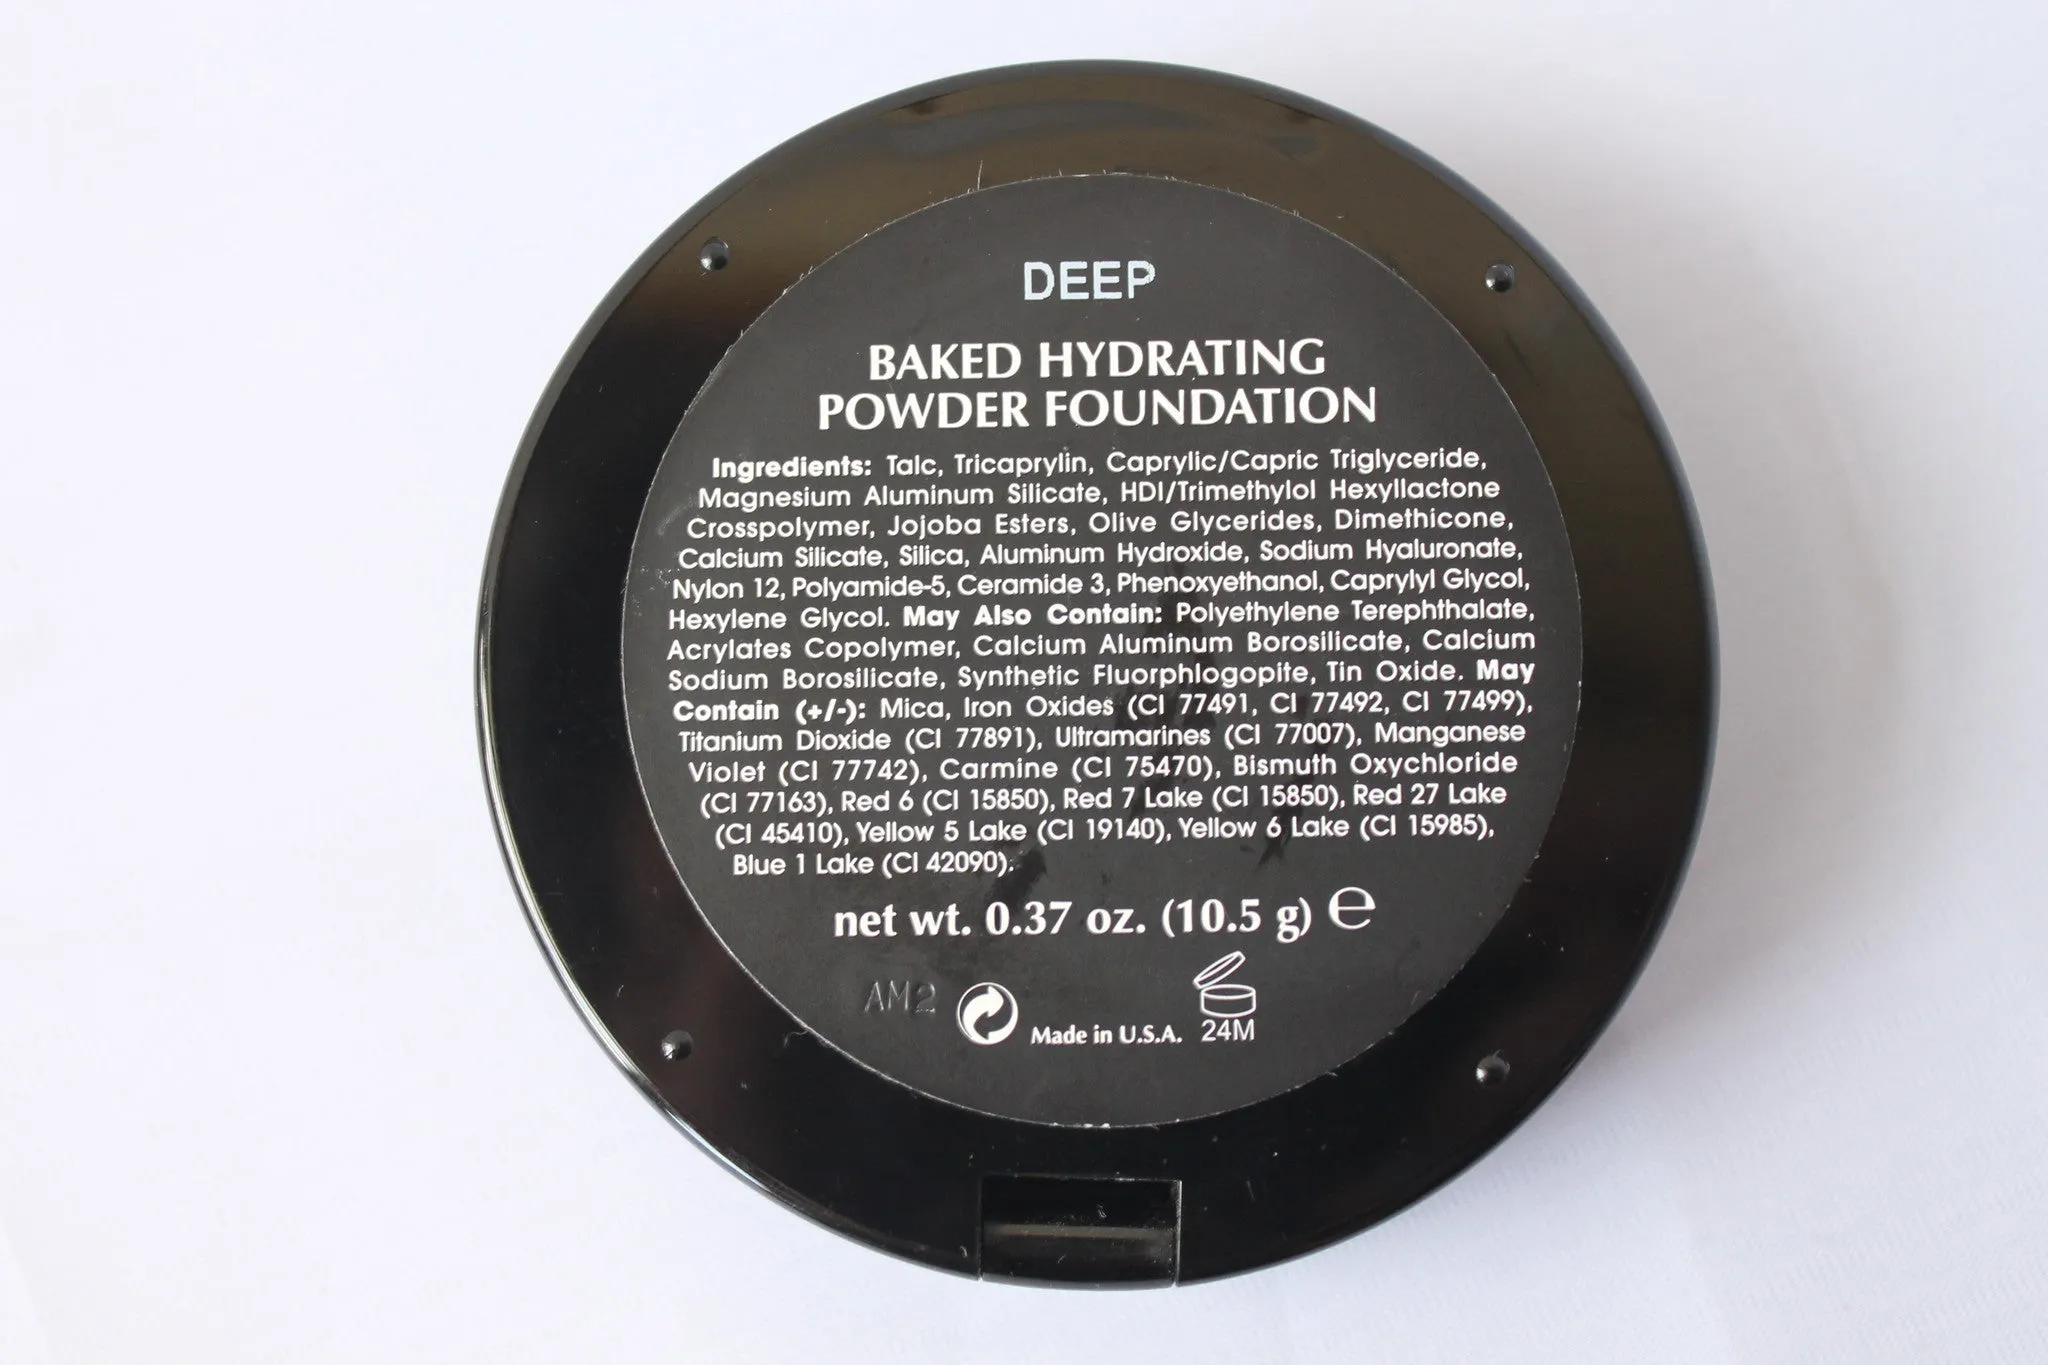 DEEP
BAKED HYDRATING
POWDER FOUNDATION
Ingredients: Talc, Tricaprylin, Caprylic/Capric Triglyceride,
Magnesium Aluminum Silicate, HDI/Trimethylol Hexyllactone
Crosspolymer, Jojoba Esters, Olive Glycerides, Dimethicone,
Calcium Silicate, Silica, Aluminum Hydroxide, Sodium Hyaluronate,
Nylon 12, Polyamide-5, Ceramide 3, Phenoxyethanol, Caprylyl Glycol,
Hexylene Glycol. May Also Contain: Polyethylene Terephthalate,
Acrylates Copolymer, Calcium Aluminum Borosilicate, Calcium
Sodium Borosilicate, Synthetic Fluorphlogopite, Tin Oxide. May
Contain (+/-): Mica, Iron Oxides (CI 77491, CI 77492, CI 77499),
Titanium Dioxide (CI 77891), Ultramarines (CI 77007), Manganese
Violet (CI 77742), Carmine (CI 75470), Bismuth Oxychloride
(CI 77163), Red 6 (CI 15850), Red 7 Lake (CI 15850), Red 27 Lake
(CI 45410), Yellow 5 Lake (CI 19140), Yellow 6 Lake (CI 15985),
Blue 1 Lake (CI 42090).
net wt. 0.37 oz. (10.5 g) ℮
AM2
Made in U.S.A. 24M